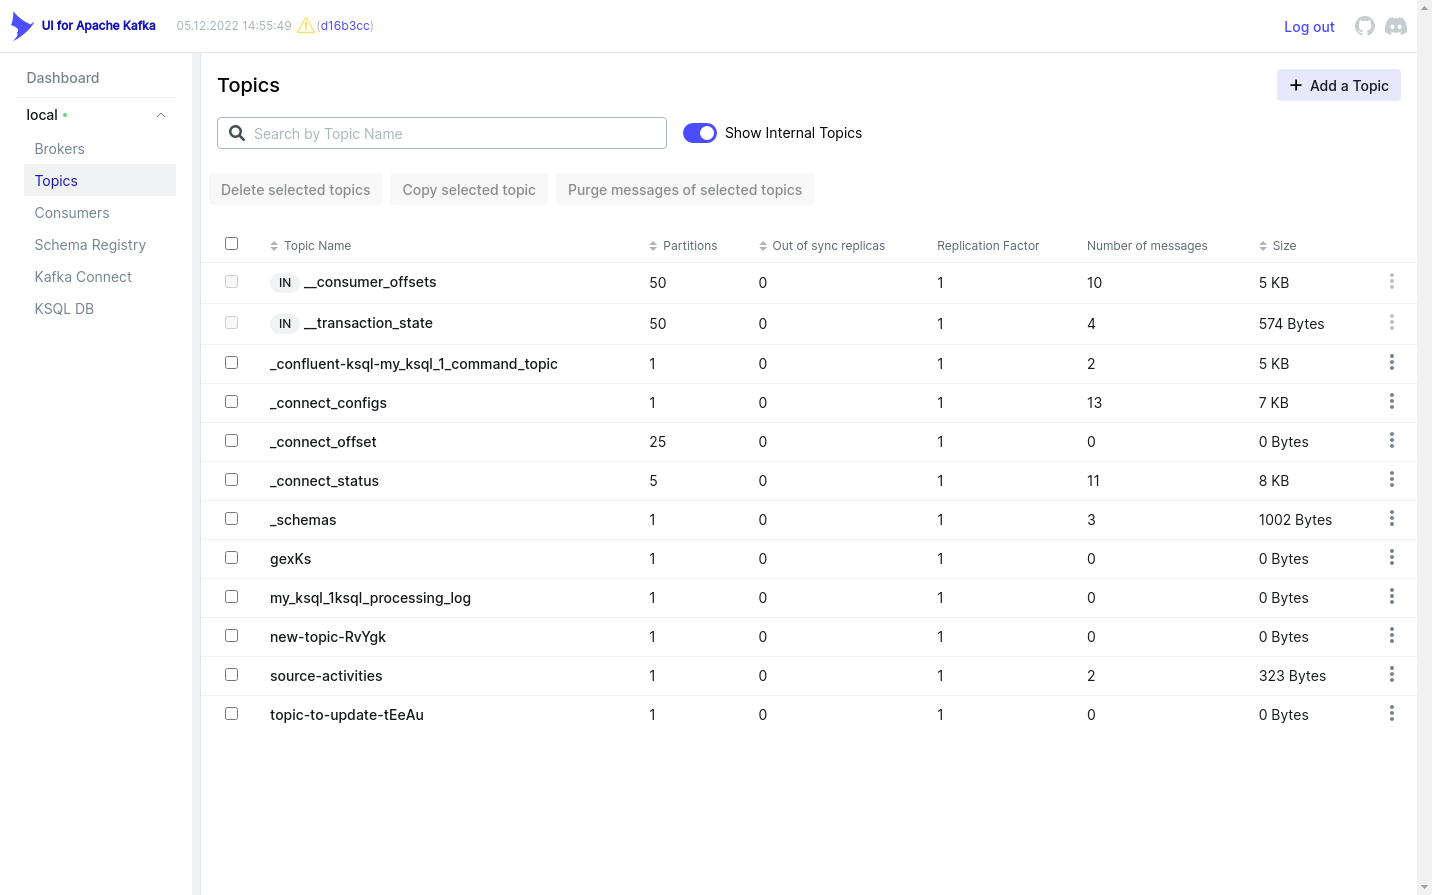 UI for Apache Kafka 05.12.2022 14:55:49 (d16b3cc) Log out
Dashboard
local
Brokers
Topics
Consumers
Schema Registry
Kafka Connect
KSQL DB
Topics
Add a Topic
Search by Topic Name Show Internal Topics
Delete selected topics Copy selected topic Purge messages of selected topics
Topic Name Partitions Out of sync replicas Replication Factor Number of messages Size
IN __consumer_offsets 50 0 1 10 5 KB
IN __transaction_state 50 0 1 4 574 Bytes
_confluent-ksql-my_ksql_1_command_topic 1 0 1 2 5 KB
_connect_configs 1 0 1 13 7 KB
_connect_offset 25 0 1 0 0 Bytes
_connect_status 5 0 1 11 8 KB
_schemas 1 0 1 3 1002 Bytes
gexKs 1 0 1 0 0 Bytes
my_ksql_1ksql_processing_log 1 0 1 0 0 Bytes
new-topic-RvYgk 1 0 1 0 0 Bytes
source-activities 1 0 1 2 323 Bytes
topic-to-update-tEeAu 1 0 1 0 0 Bytes